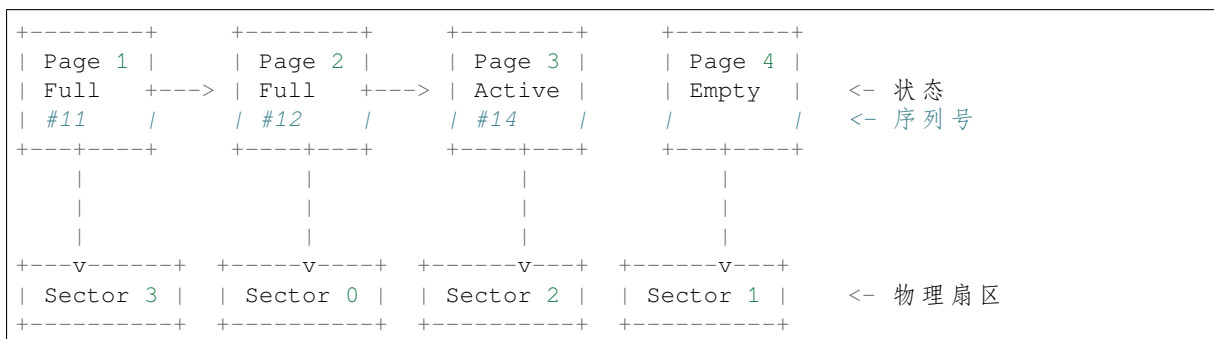 +--------+     +--------+     +--------+     +--------+
| Page 1 |     | Page 2 |     | Page 3 |     | Page 4 |
| Full   +---> | Full   +---> | Active |     | Empty  |   <- 状态
| #11    |     | #12    |     | #14    |     |        |   <- 序列号
+---+----+     +----+---+     +----+---+     +---+----+
    |               |              |             |
    |               |              |             |
    |               |              |             |
+---v------+  +-----v----+  +------v---+  +------v---+
| Sector 3 |  | Sector 0 |  | Sector 2 |  | Sector 1 |   <- 物理扇区
+----------+  +----------+  +----------+  +----------+